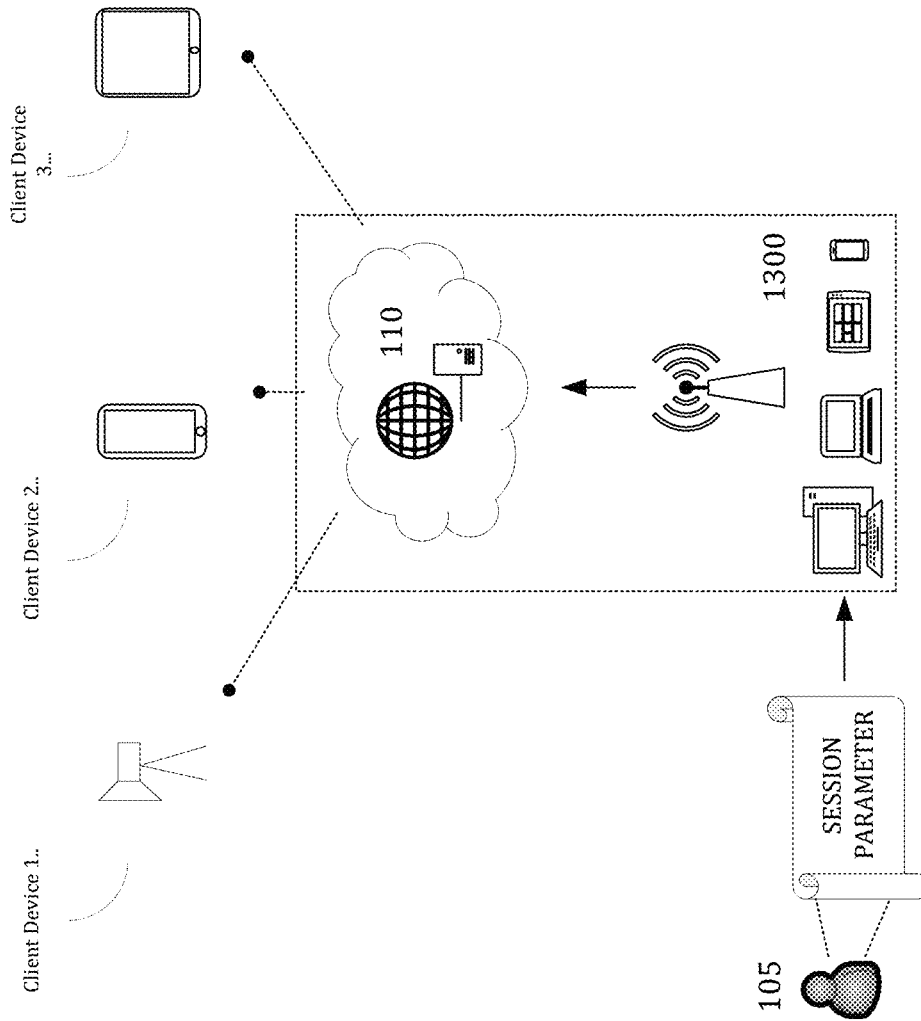 Client Device 1..
Client Device 2..
Client Device
3...
110
1300
SESSION
PARAMETER
105